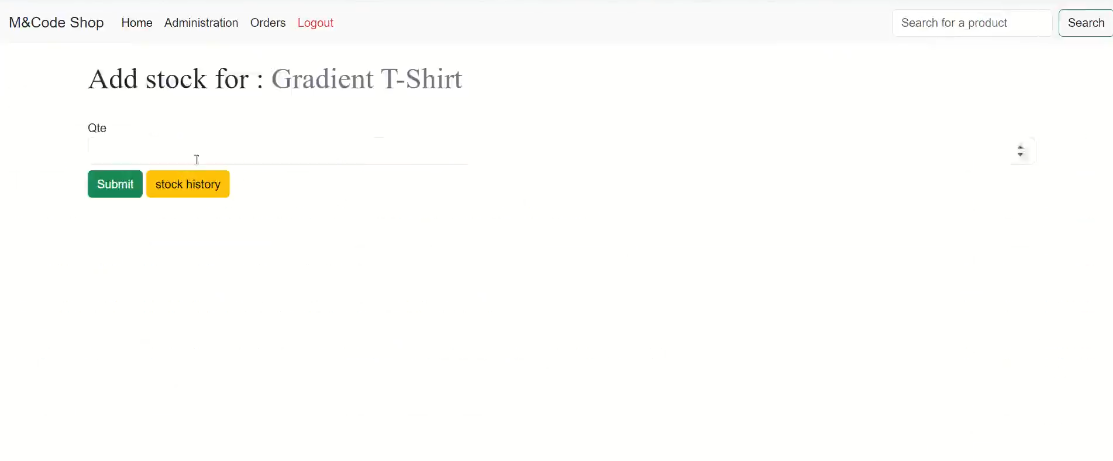 M&Code Shop Home Administration Orders Logout Search for a product Search
Add stock for : Gradient T-Shirt
Qte
Submit stock history